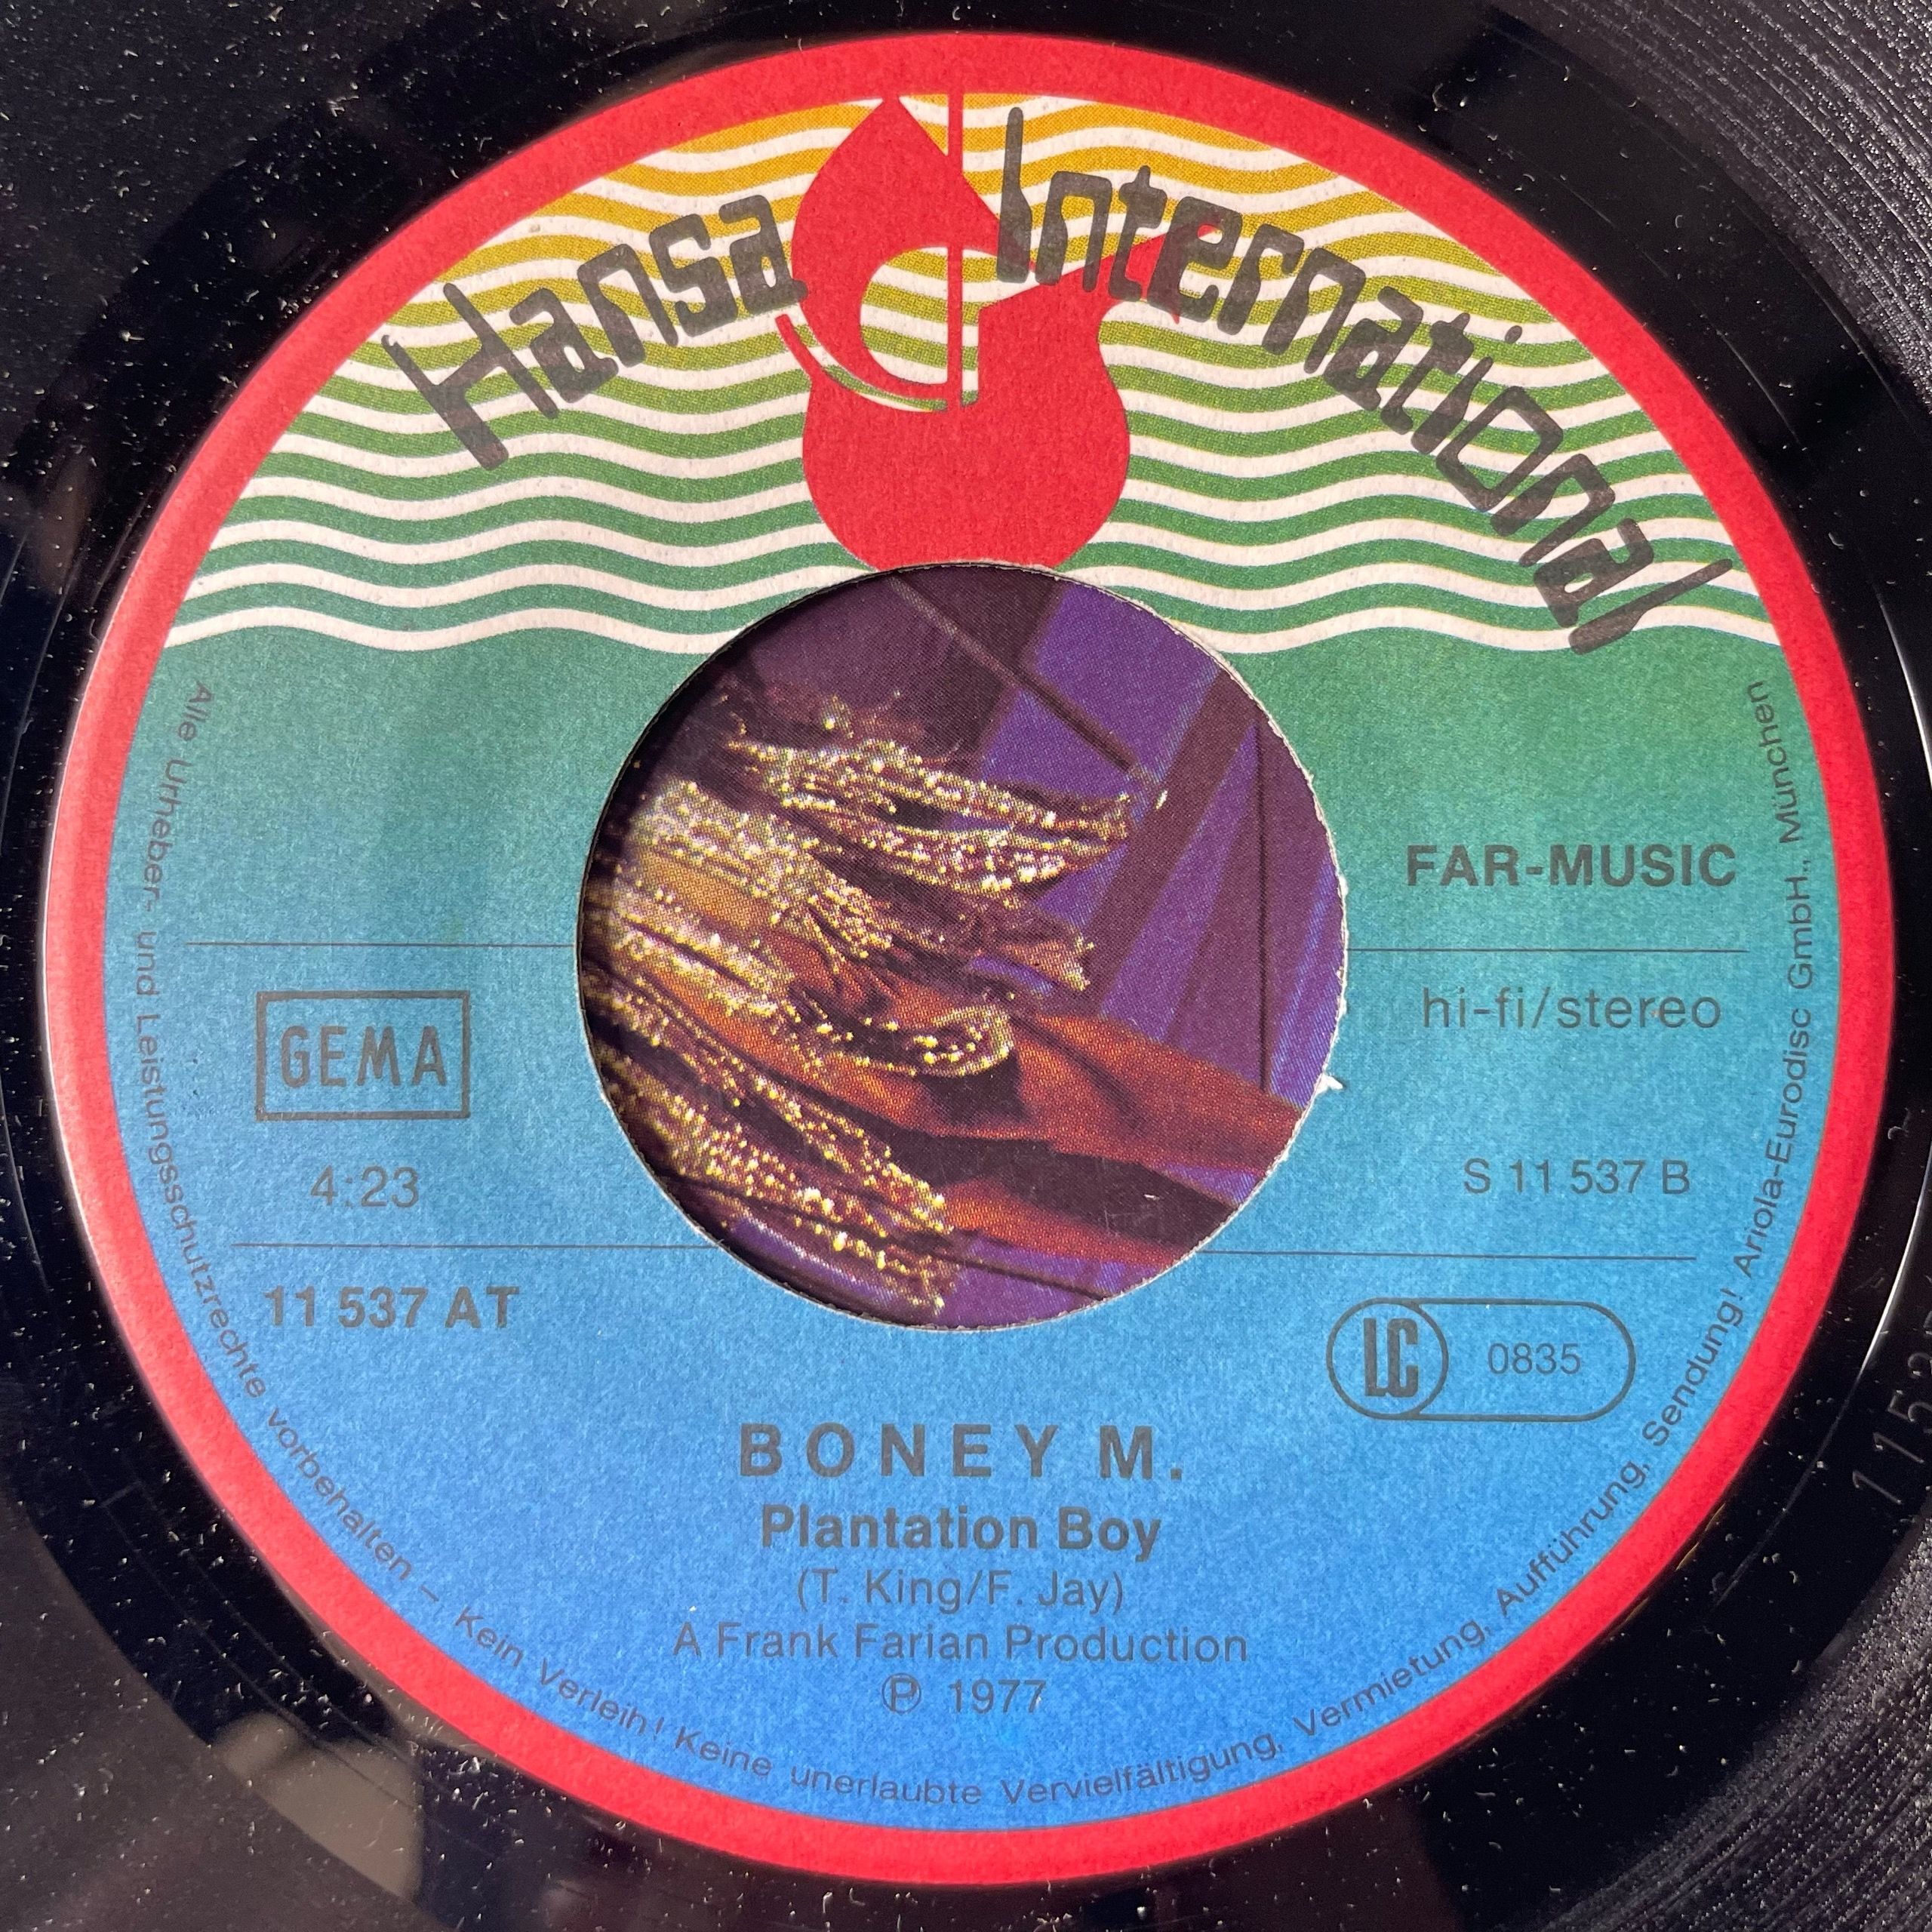 Hansa International
FAR-MUSIC
GEMA
hi-fi/stereo
4:23
S 11 537 B
11 537 AT
LC 0835
BONEY M.
Plantation Boy
(T. King/F. Jay)
A Frank Farian Production
℗ 1977
Alle Urheber- und Leistungsschutzrechte vorbehalten – Kein Verleih! Keine unerlaubte Vervielfältigung, Vermietung, Aufführung, Sendung! Ariola-Eurodisc GmbH., München